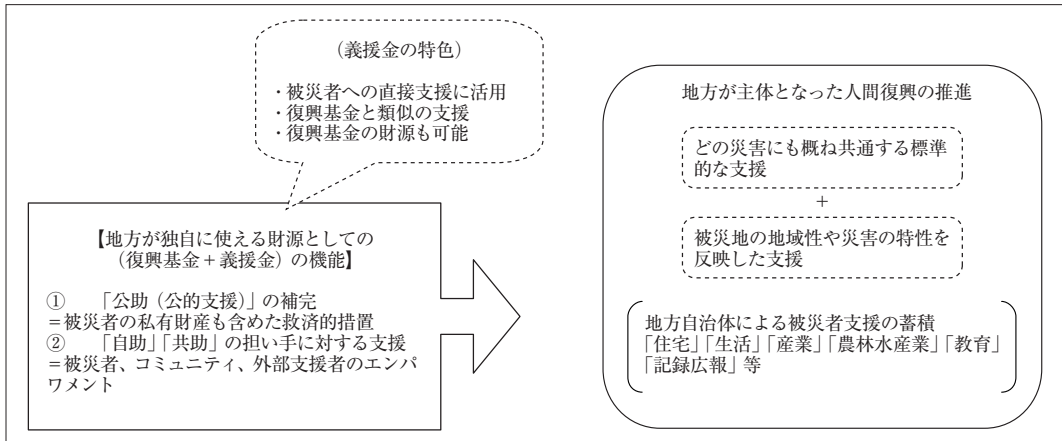 （義援金の特色）
・被災者への直接支援に活用
・復興基金と類似の支援
・復興基金の財源も可能
【地方が独自に使える財源としての
（復興基金＋義援金）の機能】
①　「公助（公的支援）」の補完
＝被災者の私有財産も含めた救済的措置
②　「自助」「共助」の担い手に対する支援
＝被災者、コミュニティ、外部支援者のエンパ
ワメント
地方が主体となった人間復興の推進
どの災害にも概ね共通する標準
的な支援
＋
被災地の地域性や災害の特性を
反映した支援
地方自治体による被災者支援の蓄積
「住宅」「生活」「産業」「農林水産業」「教育」
「記録広報」等